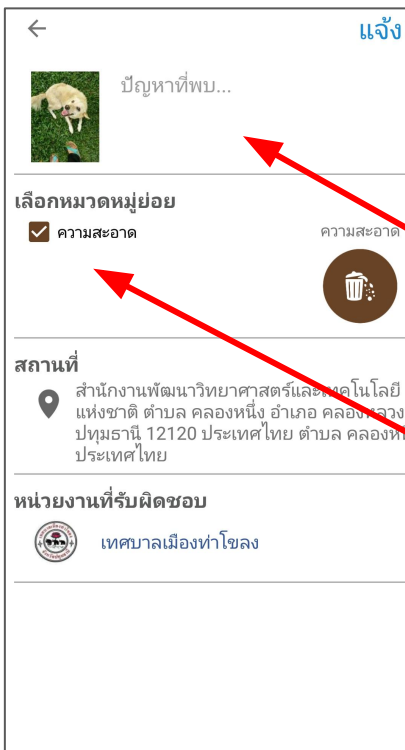 แจ้ง
ปัญหาที่พบ...
เลือกหมวดหมู่ย่อย
ความสะอาด
ความสะอาด
สถานที่
สำนักงานพัฒนาวิทยาศาสตร์และเทคโนโลยี
แห่งชาติ ตำบล คลองหนึ่ง อำเภอ คลองหลวง
ปทุมธานี 12120 ประเทศไทย ตำบล
ประเทศไทย
หน่วยงานที่รับผิดชอบ
เทศบาลเมืองท่าโขลง